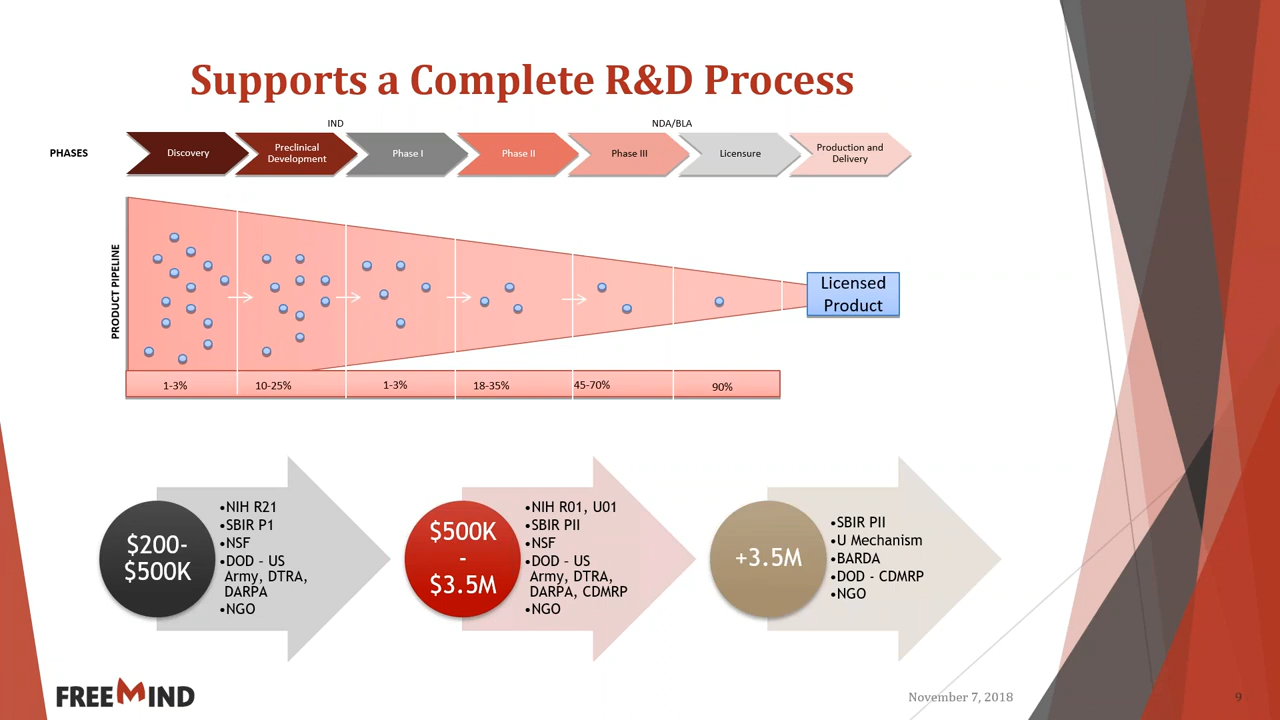 Supports a Complete R&D Process
IND
NDA/BLA
PHASES
Discovery
Preclinical
Development
Phase I
Phase II
Phase III
Licensure
Production and
Delivery
PRODUCT PIPELINE
Licensed
Product
1-3%
10-25%
1-3%
18-35%
45-70%
90%
$200-
$500K
•NIH R21
•SBIR P1
•NSF
•DOD – US
Army, DTRA,
DARPA
•NGO
$500K
-
$3.5M
•NIH R01, U01
•SBIR PII
•NSF
•DOD – US
Army, DTRA,
DARPA, CDMRP
•NGO
+3.5M
•SBIR PII
•U Mechanism
•BARDA
•DOD - CDMRP
•NGO
FREEMIND
November 7, 2018
9